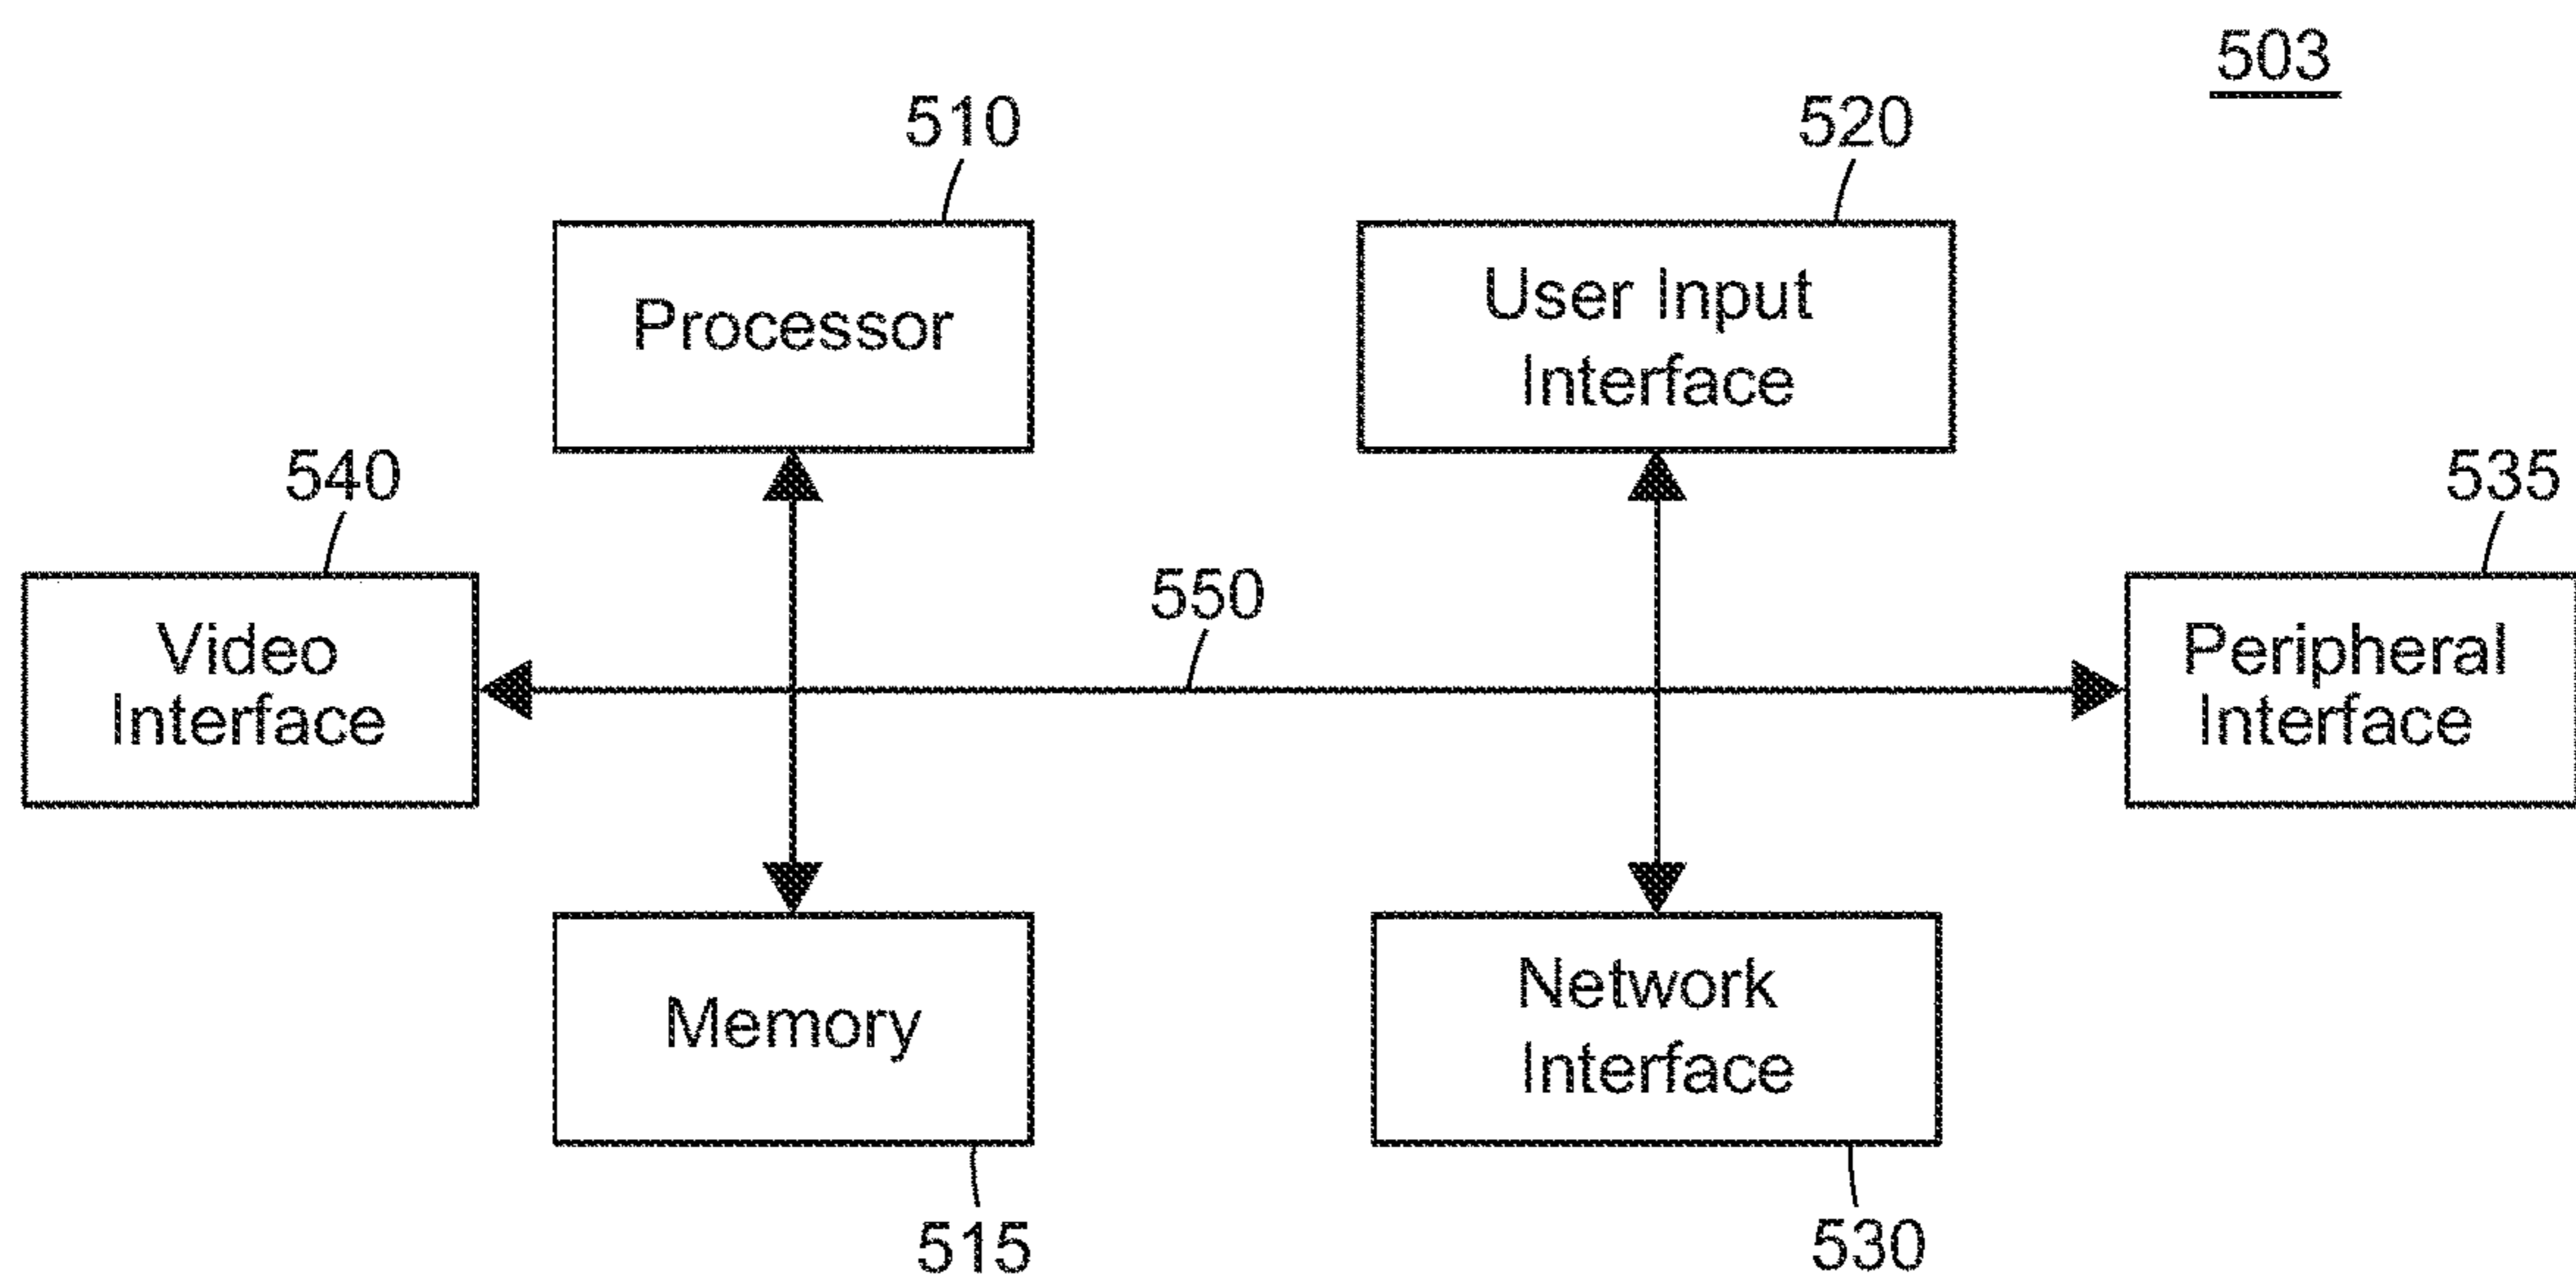 503
510
520
Processor
User Input
Interface
540
535
550
Video
Interface
Peripheral
Interface
Memory
Network
Interface
515
530